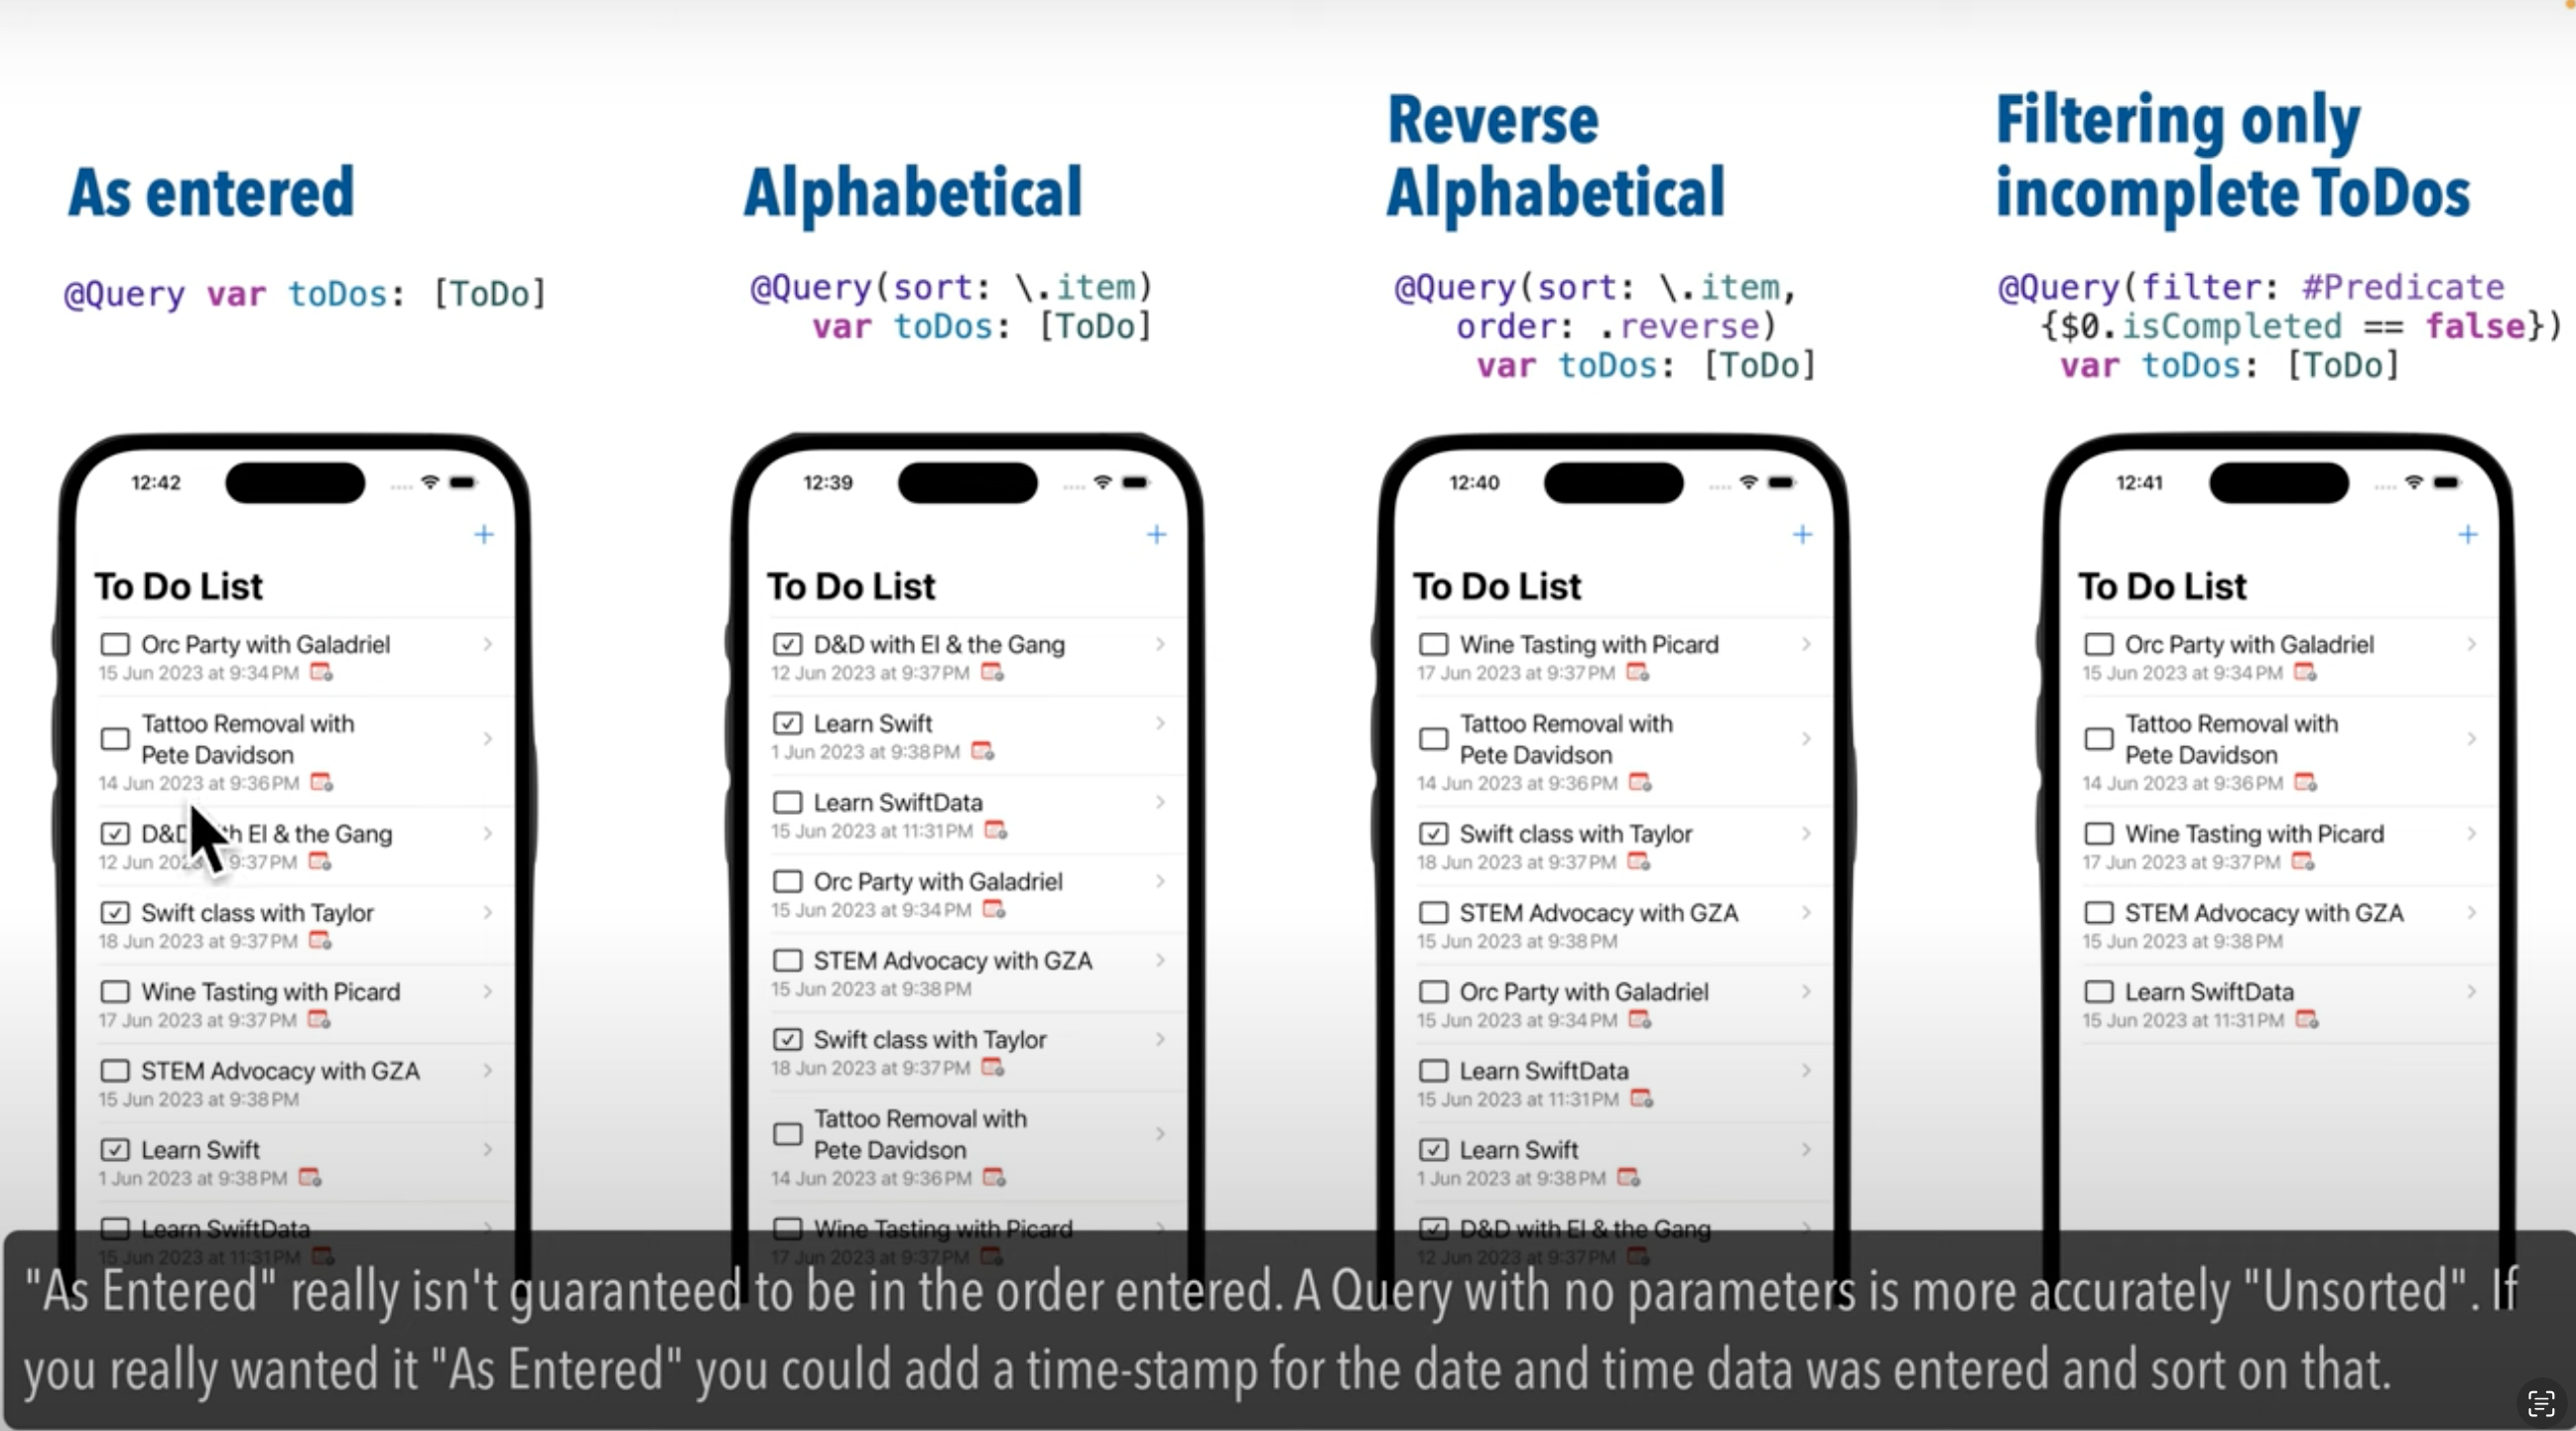 As entered
@Query var toDos: [ToDo]
12:42
+
To Do List
Orc Party with Galadriel
15 Jun 2023 at 9:34 PM
Tattoo Removal with
Pete Davidson
14 Jun 2023 at 9:36 PM
D&D th El & the Gang
12 Jun 202 9:37 PM
Swift class with Taylor
18 Jun 2023 at 9:37 PM
Wine Tasting with Picard
17 Jun 2023 at 9:37 PM
STEM Advocacy with GZA
15 Jun 2023 at 9:38 PM
Learn Swift
1 Jun 2023 at 9:38 PM
Learn SwiftData
15 Jun 2023 at 11:31 PM
Alphabetical
@Query(sort: \.item)
var toDos: [ToDo]
12:39
+
To Do List
D&D with El & the Gang
12 Jun 2023 at 9:37 PM
Learn Swift
1 Jun 2023 at 9:38 PM
Learn SwiftData
15 Jun 2023 at 11:31 PM
Orc Party with Galadriel
15 Jun 2023 at 9:34 PM
STEM Advocacy with GZA
15 Jun 2023 at 9:38 PM
Swift class with Taylor
18 Jun 2023 at 9:37 PM
Tattoo Removal with
Pete Davidson
14 Jun 2023 at 9:36 PM
Wine Tasting with Picard
17 Jun 2023 at 9:37 PM
Reverse
Alphabetical
@Query(sort: \.item,
order: .reverse)
var toDos: [ToDo]
12:40
+
To Do List
Wine Tasting with Picard
17 Jun 2023 at 9:37 PM
Tattoo Removal with
Pete Davidson
14 Jun 2023 at 9:36 PM
Swift class with Taylor
18 Jun 2023 at 9:37 PM
STEM Advocacy with GZA
15 Jun 2023 at 9:38 PM
Orc Party with Galadriel
15 Jun 2023 at 9:34 PM
Learn SwiftData
15 Jun 2023 at 11:31 PM
Learn Swift
1 Jun 2023 at 9:38 PM
D&D with El & the Gang
12 Jun 2023 at 9:37 PM
Filtering only
incomplete ToDos
@Query(filter: #Predicate
{$0.isCompleted == false})
var toDos: [ToDo]
12:41
+
To Do List
Orc Party with Galadriel
15 Jun 2023 at 9:34 PM
Tattoo Removal with
Pete Davidson
14 Jun 2023 at 9:36 PM
Wine Tasting with Picard
17 Jun 2023 at 9:37 PM
STEM Advocacy with GZA
15 Jun 2023 at 9:38 PM
Learn SwiftData
15 Jun 2023 at 11:31 PM
"As Entered" really isn't guaranteed to be in the order entered. A Query with no parameters is more accurately "Unsorted". If
you really wanted it "As Entered" you could add a time-stamp for the date and time data was entered and sort on that.